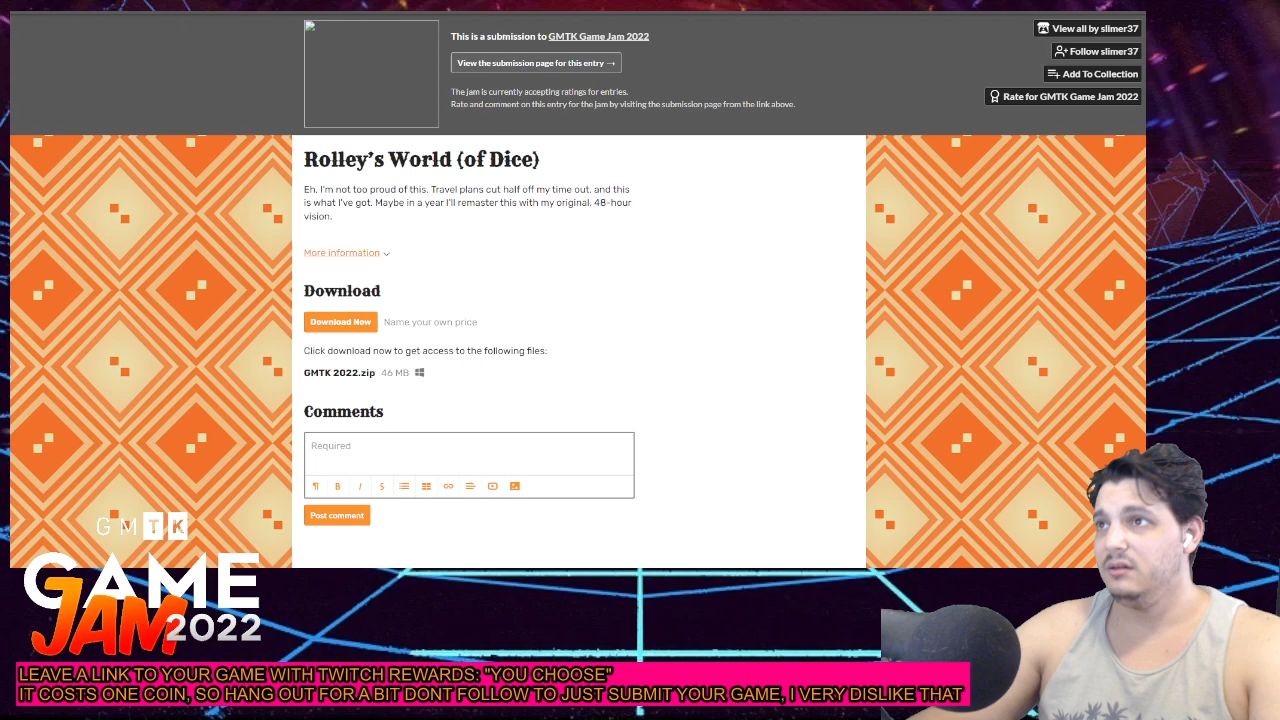 This is a submission to GMTK Game Jam 2022
View the submission page for this entry →
The jam is currently accepting ratings for entries.
Rate and comment on this entry for the jam by visiting the submission page from the link above.
View all by slimer37
Follow slimer37
Add To Collection
Rate for GMTK Game Jam 2022
Rolley's World {of Dice}
Eh, I'm not too proud of this. Travel plans cut half off my time out, and this
is what I've got. Maybe in a year I'll remaster this with my original, 48-hour
vision.
More information
Download
Download Now Name your own price
Click download now to get access to the following files:
GMTK 2022.zip 46 MB
Comments
Required
Post comment
GMTK
GAME
JAM 2022
LEAVE A LINK TO YOUR GAME WITH TWITCH REWARDS: "YOU CHOOSE"
IT COSTS ONE COIN, SO HANG OUT FOR A BIT DONT FOLLOW TO JUST SUBMIT YOUR GAME, I VERY DISLIKE THAT